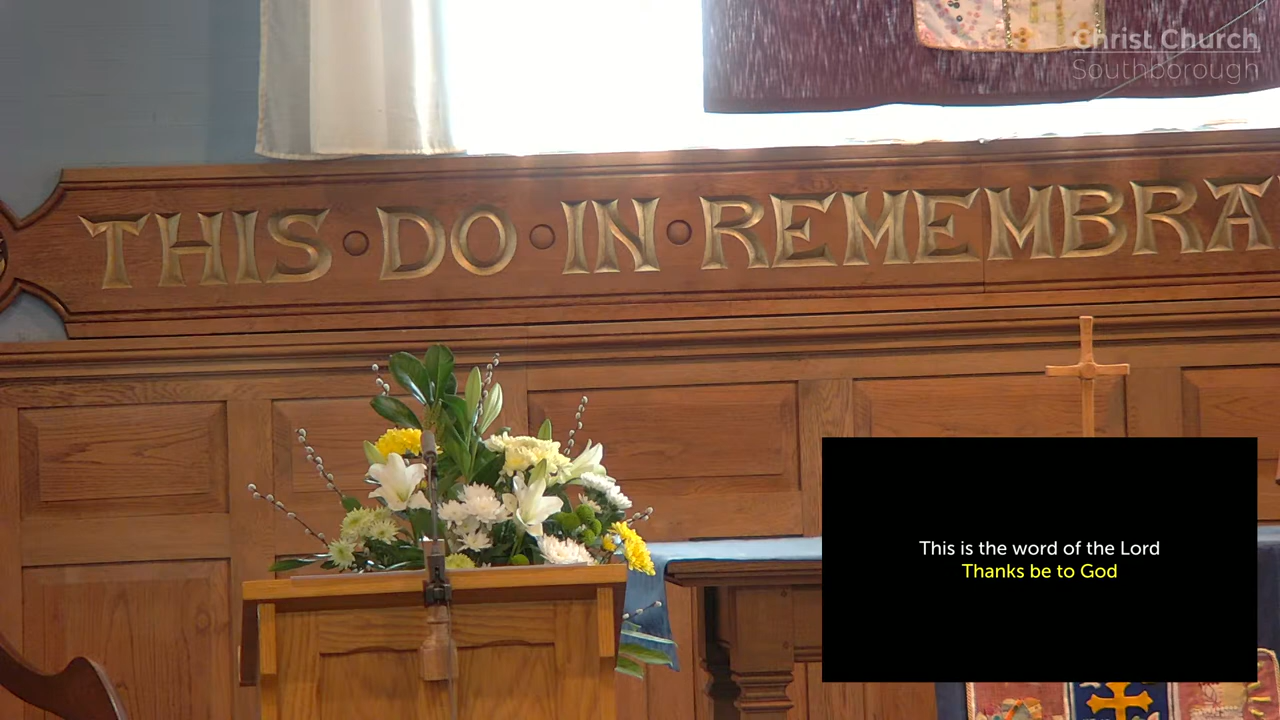 Christ Church
Southborough
THIS·DO·IN·REMEMBRA
This is the word of the Lord
Thanks be to God